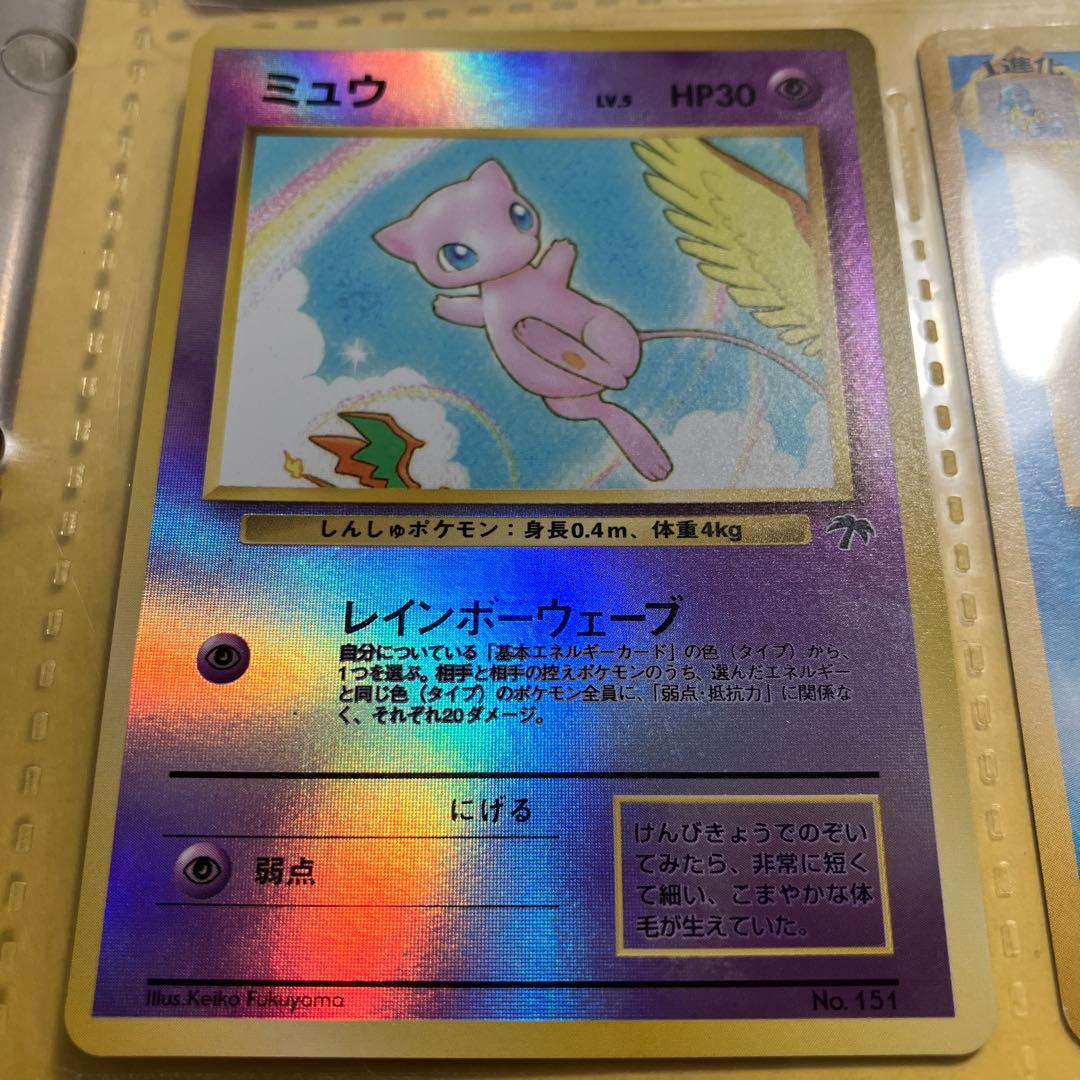 ミュウ LV.5 HP30
1進化
しんしゅポケモン：身長0.4m、体重4kg
レインボーウェーブ
自分についている「基本エネルギーカード」の色（タイプ）から、
1つを選ぶ。相手と相手の控えポケモンのうち、選んだエネルギー
と同じ色（タイプ）のポケモン全員に、「弱点・抵抗力」に関係な
く、それぞれ20ダメージ。
にげる
弱点
けんびきょうでのぞい
てみたら、非常に短く
て細い、こまやかな体
毛が生えていた。
Illus.Keiko Fukuyama
No. 151